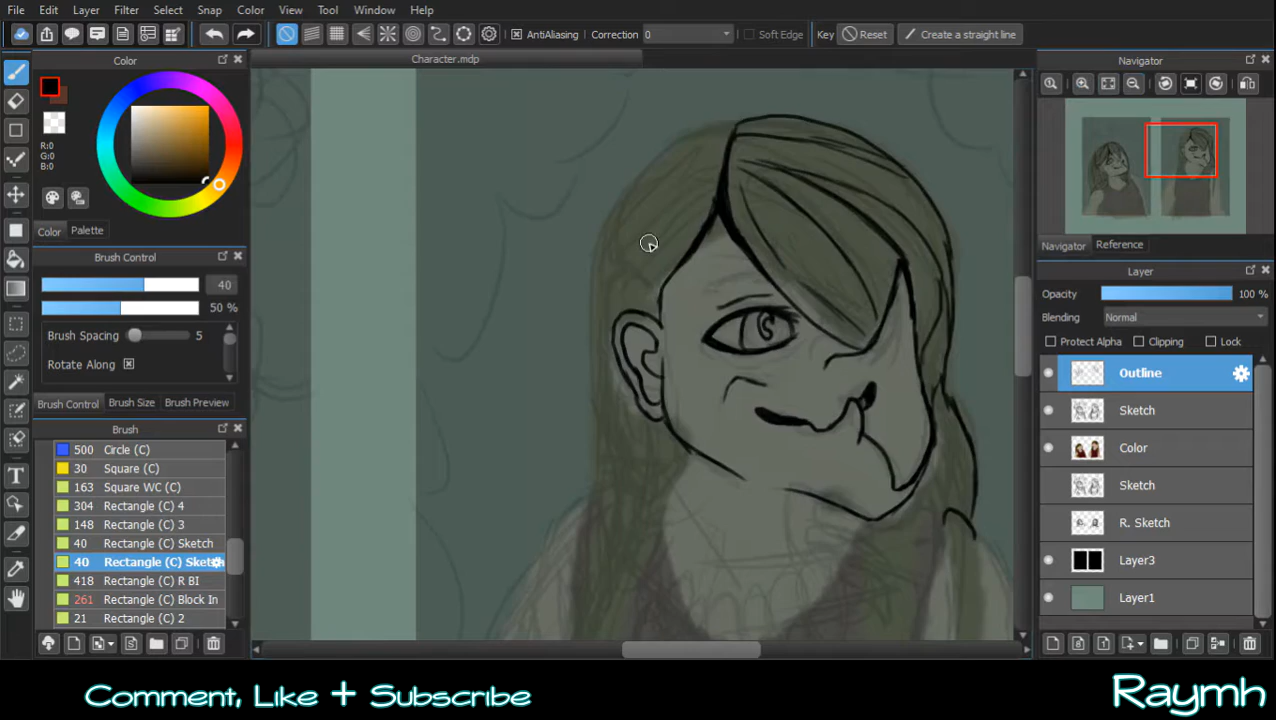 File Edit Layer Filter Select Snap Color View Tool Window Help
AntiAliasing Correction 0 Soft Edge Key Reset Create a straight line
Color
R:0
G:0
B:0
Color Palette
Brush Control
40
50 %
Brush Spacing 5
Rotate Along
Brush Control Brush Size Brush Preview
Brush
500 Circle (C)
30 Square (C)
163 Square WC (C)
304 Rectangle (C) 4
148 Rectangle (C) 3
40 Rectangle (C) Sketch
40 Rectangle (C) Sketch
418 Rectangle (C) R BI
261 Rectangle (C) Block In
21 Rectangle (C) 2
Character.mdp
Navigator
Navigator Reference
Layer
Opacity 100 %
Blending Normal
Protect Alpha Clipping Lock
Outline
Sketch
Color
Sketch
R. Sketch
Layer3
Layer1
Comment, Like + Subscribe
Raymh